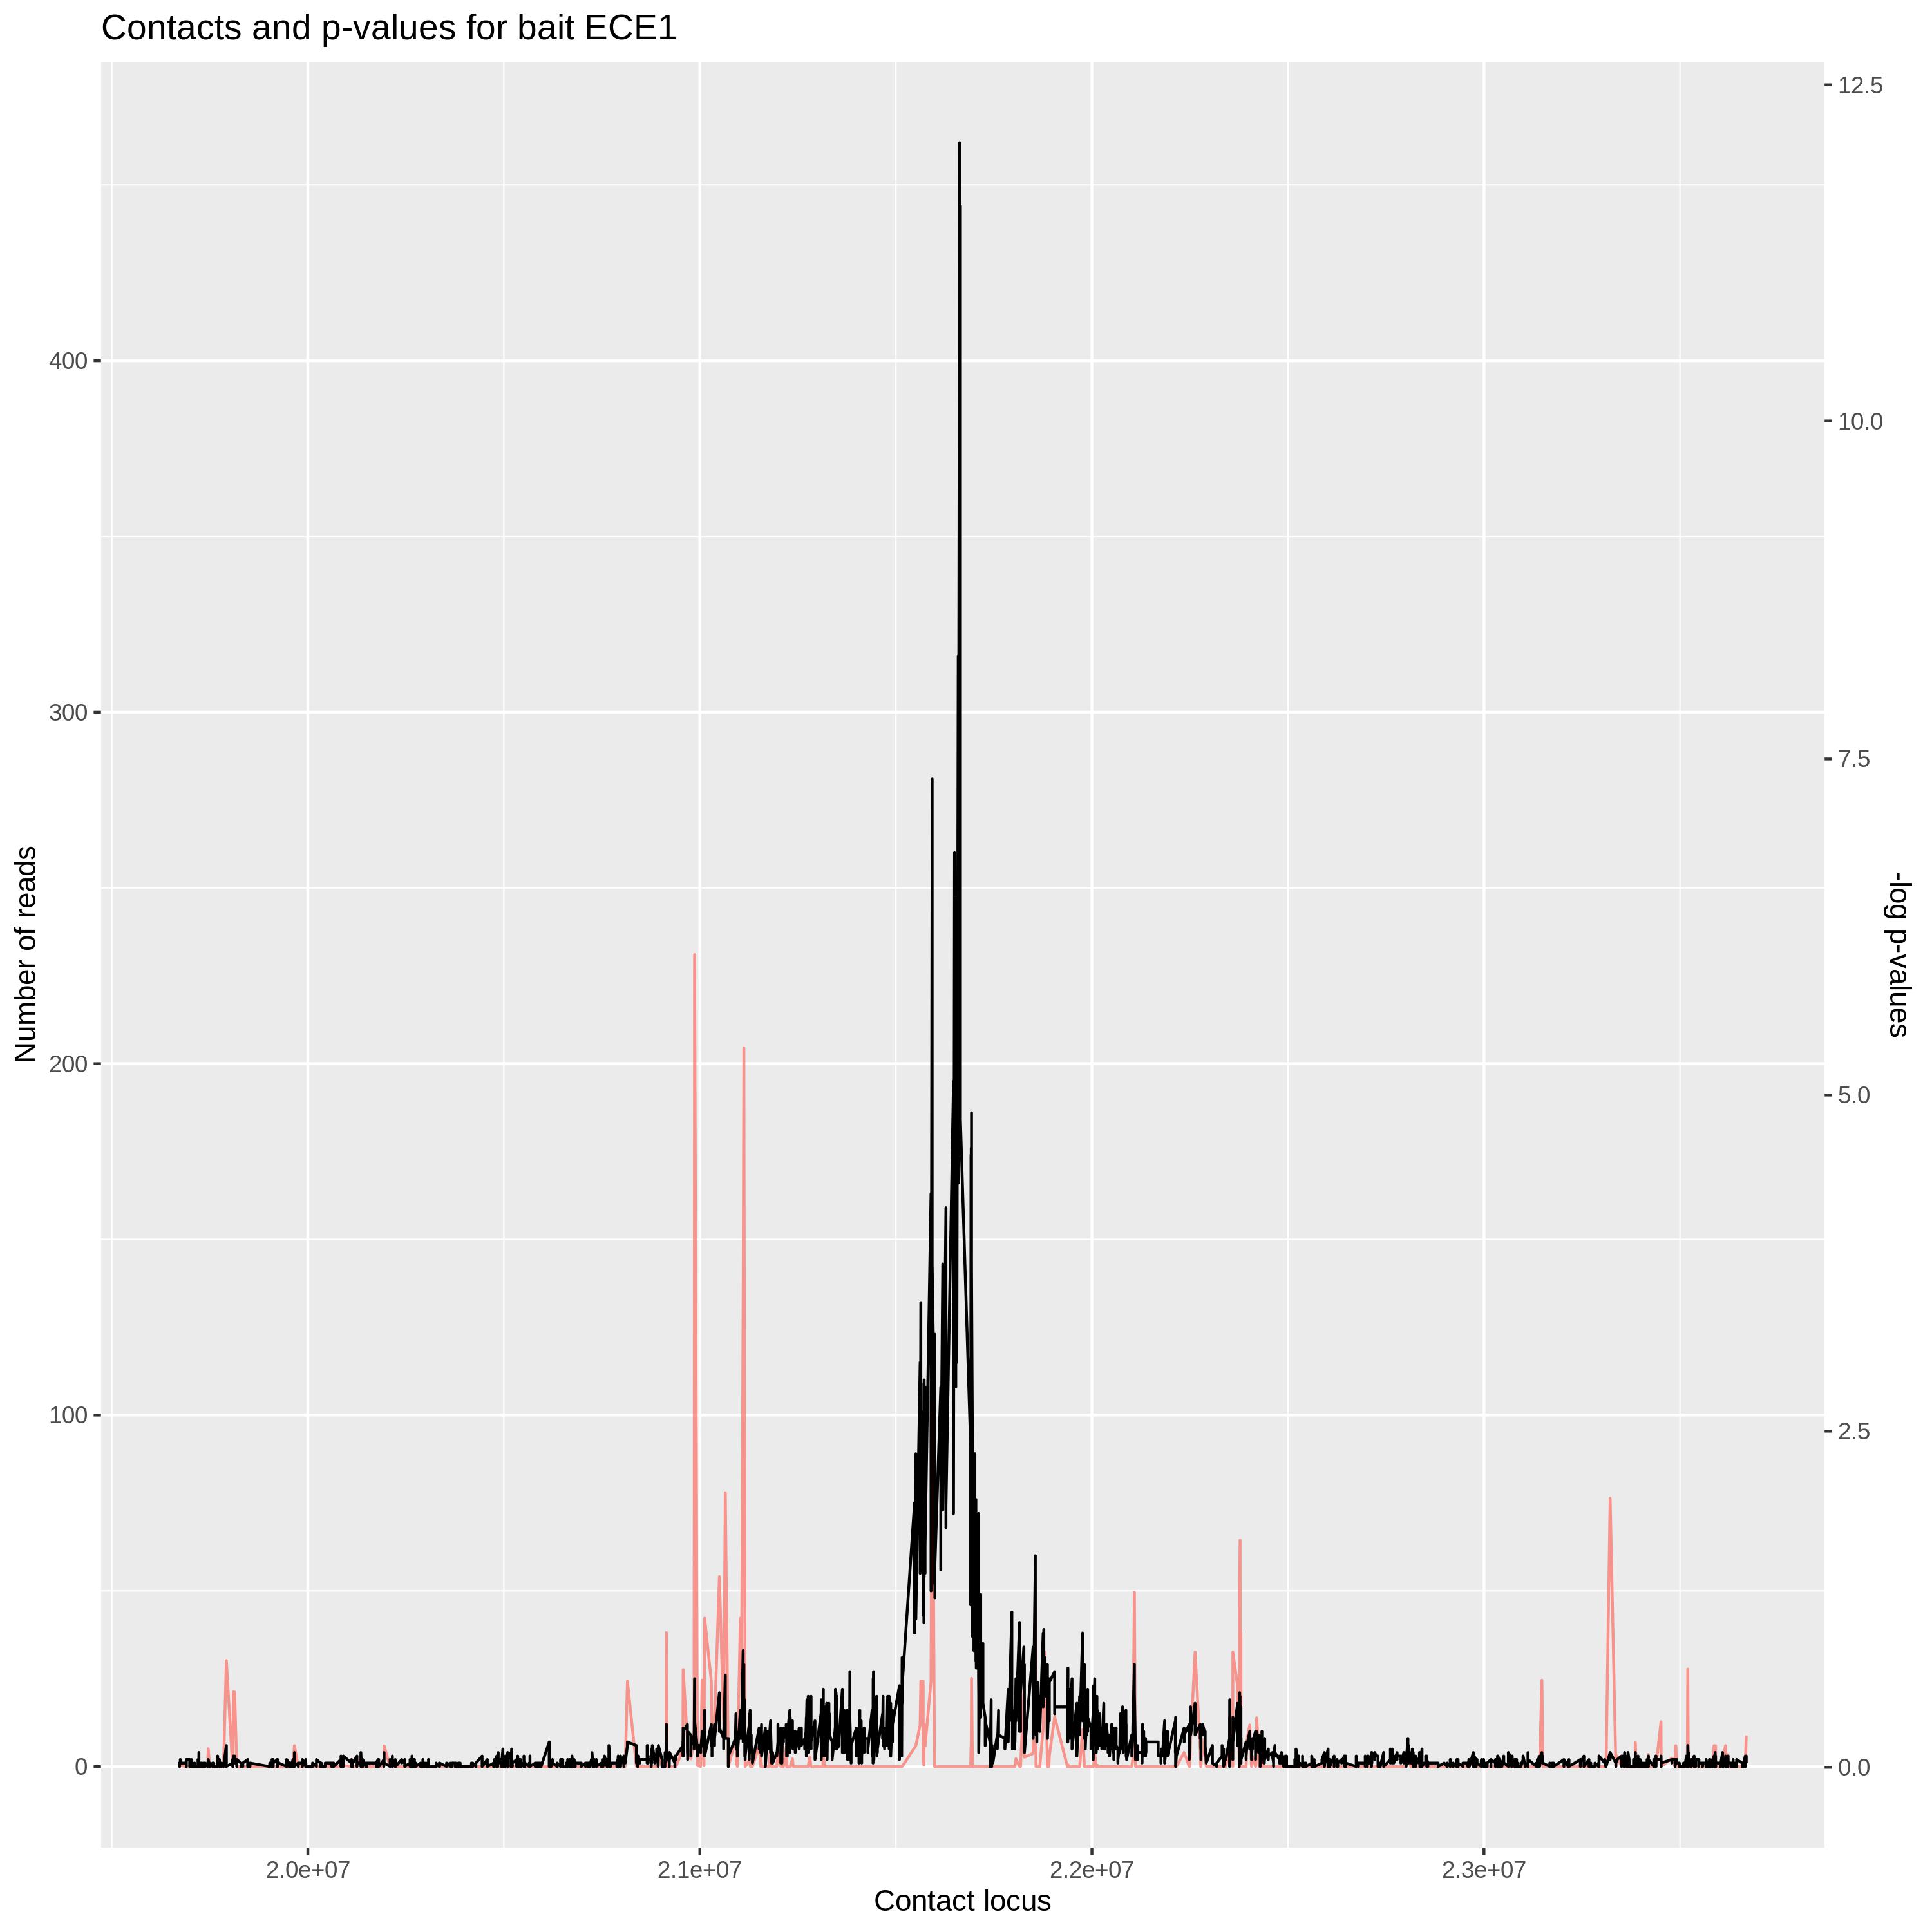 Contacts and p-values for bait ECE1
12.5
400
10.0
300
7.5
Number of reads
-log p-values
200
5.0
100
2.5
0
0.0
2.0e+07
2.1e+07
2.2e+07
2.3e+07
Contact locus